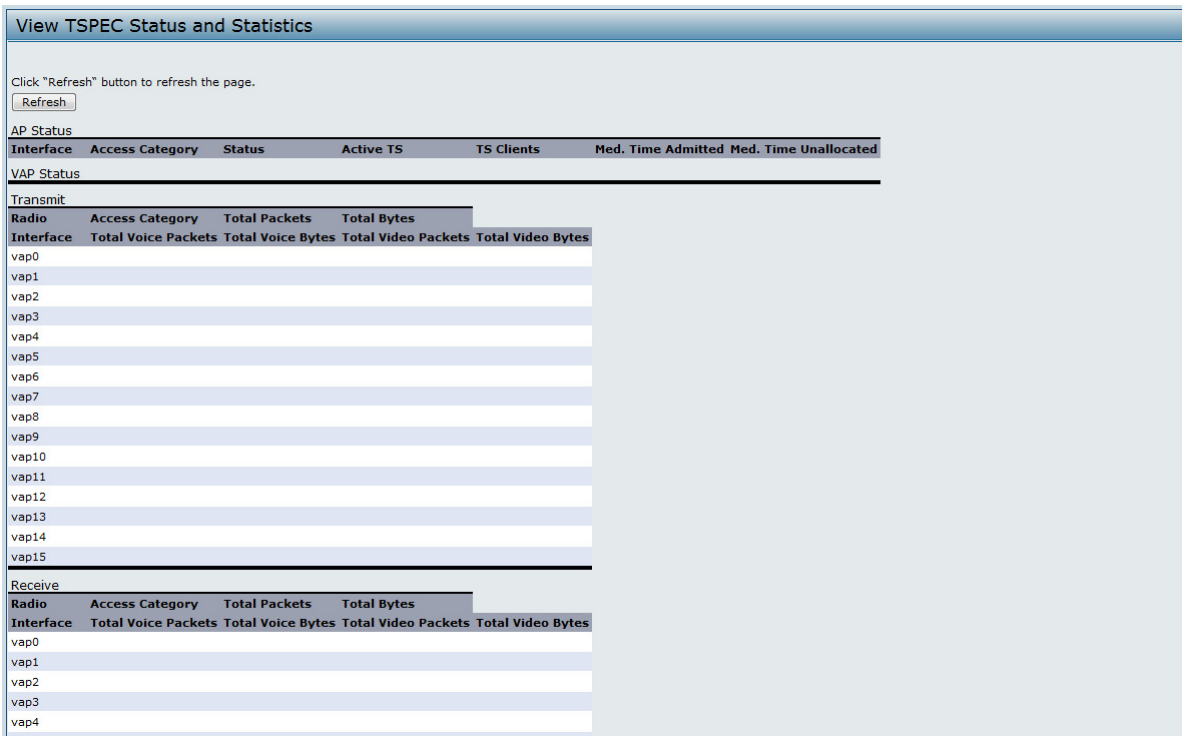 View TSPEC Status and Statistics
Click "Refresh" button to refresh the page.
Refresh
AP Status
Interface Access Category Status Active TS TS Clients Med. Time Admitted Med. Time Unallocated
VAP Status
Transmit
Radio Access Category Total Packets Total Bytes
Interface Total Voice Packets Total Voice Bytes Total Video Packets Total Video Bytes
vap0
vap1
vap2
vap3
vap4
vap5
vap6
vap7
vap8
vap9
vap10
vap11
vap12
vap13
vap14
vap15
Receive
Radio Access Category Total Packets Total Bytes
Interface Total Voice Packets Total Voice Bytes Total Video Packets Total Video Bytes
vap0
vap1
vap2
vap3
vap4